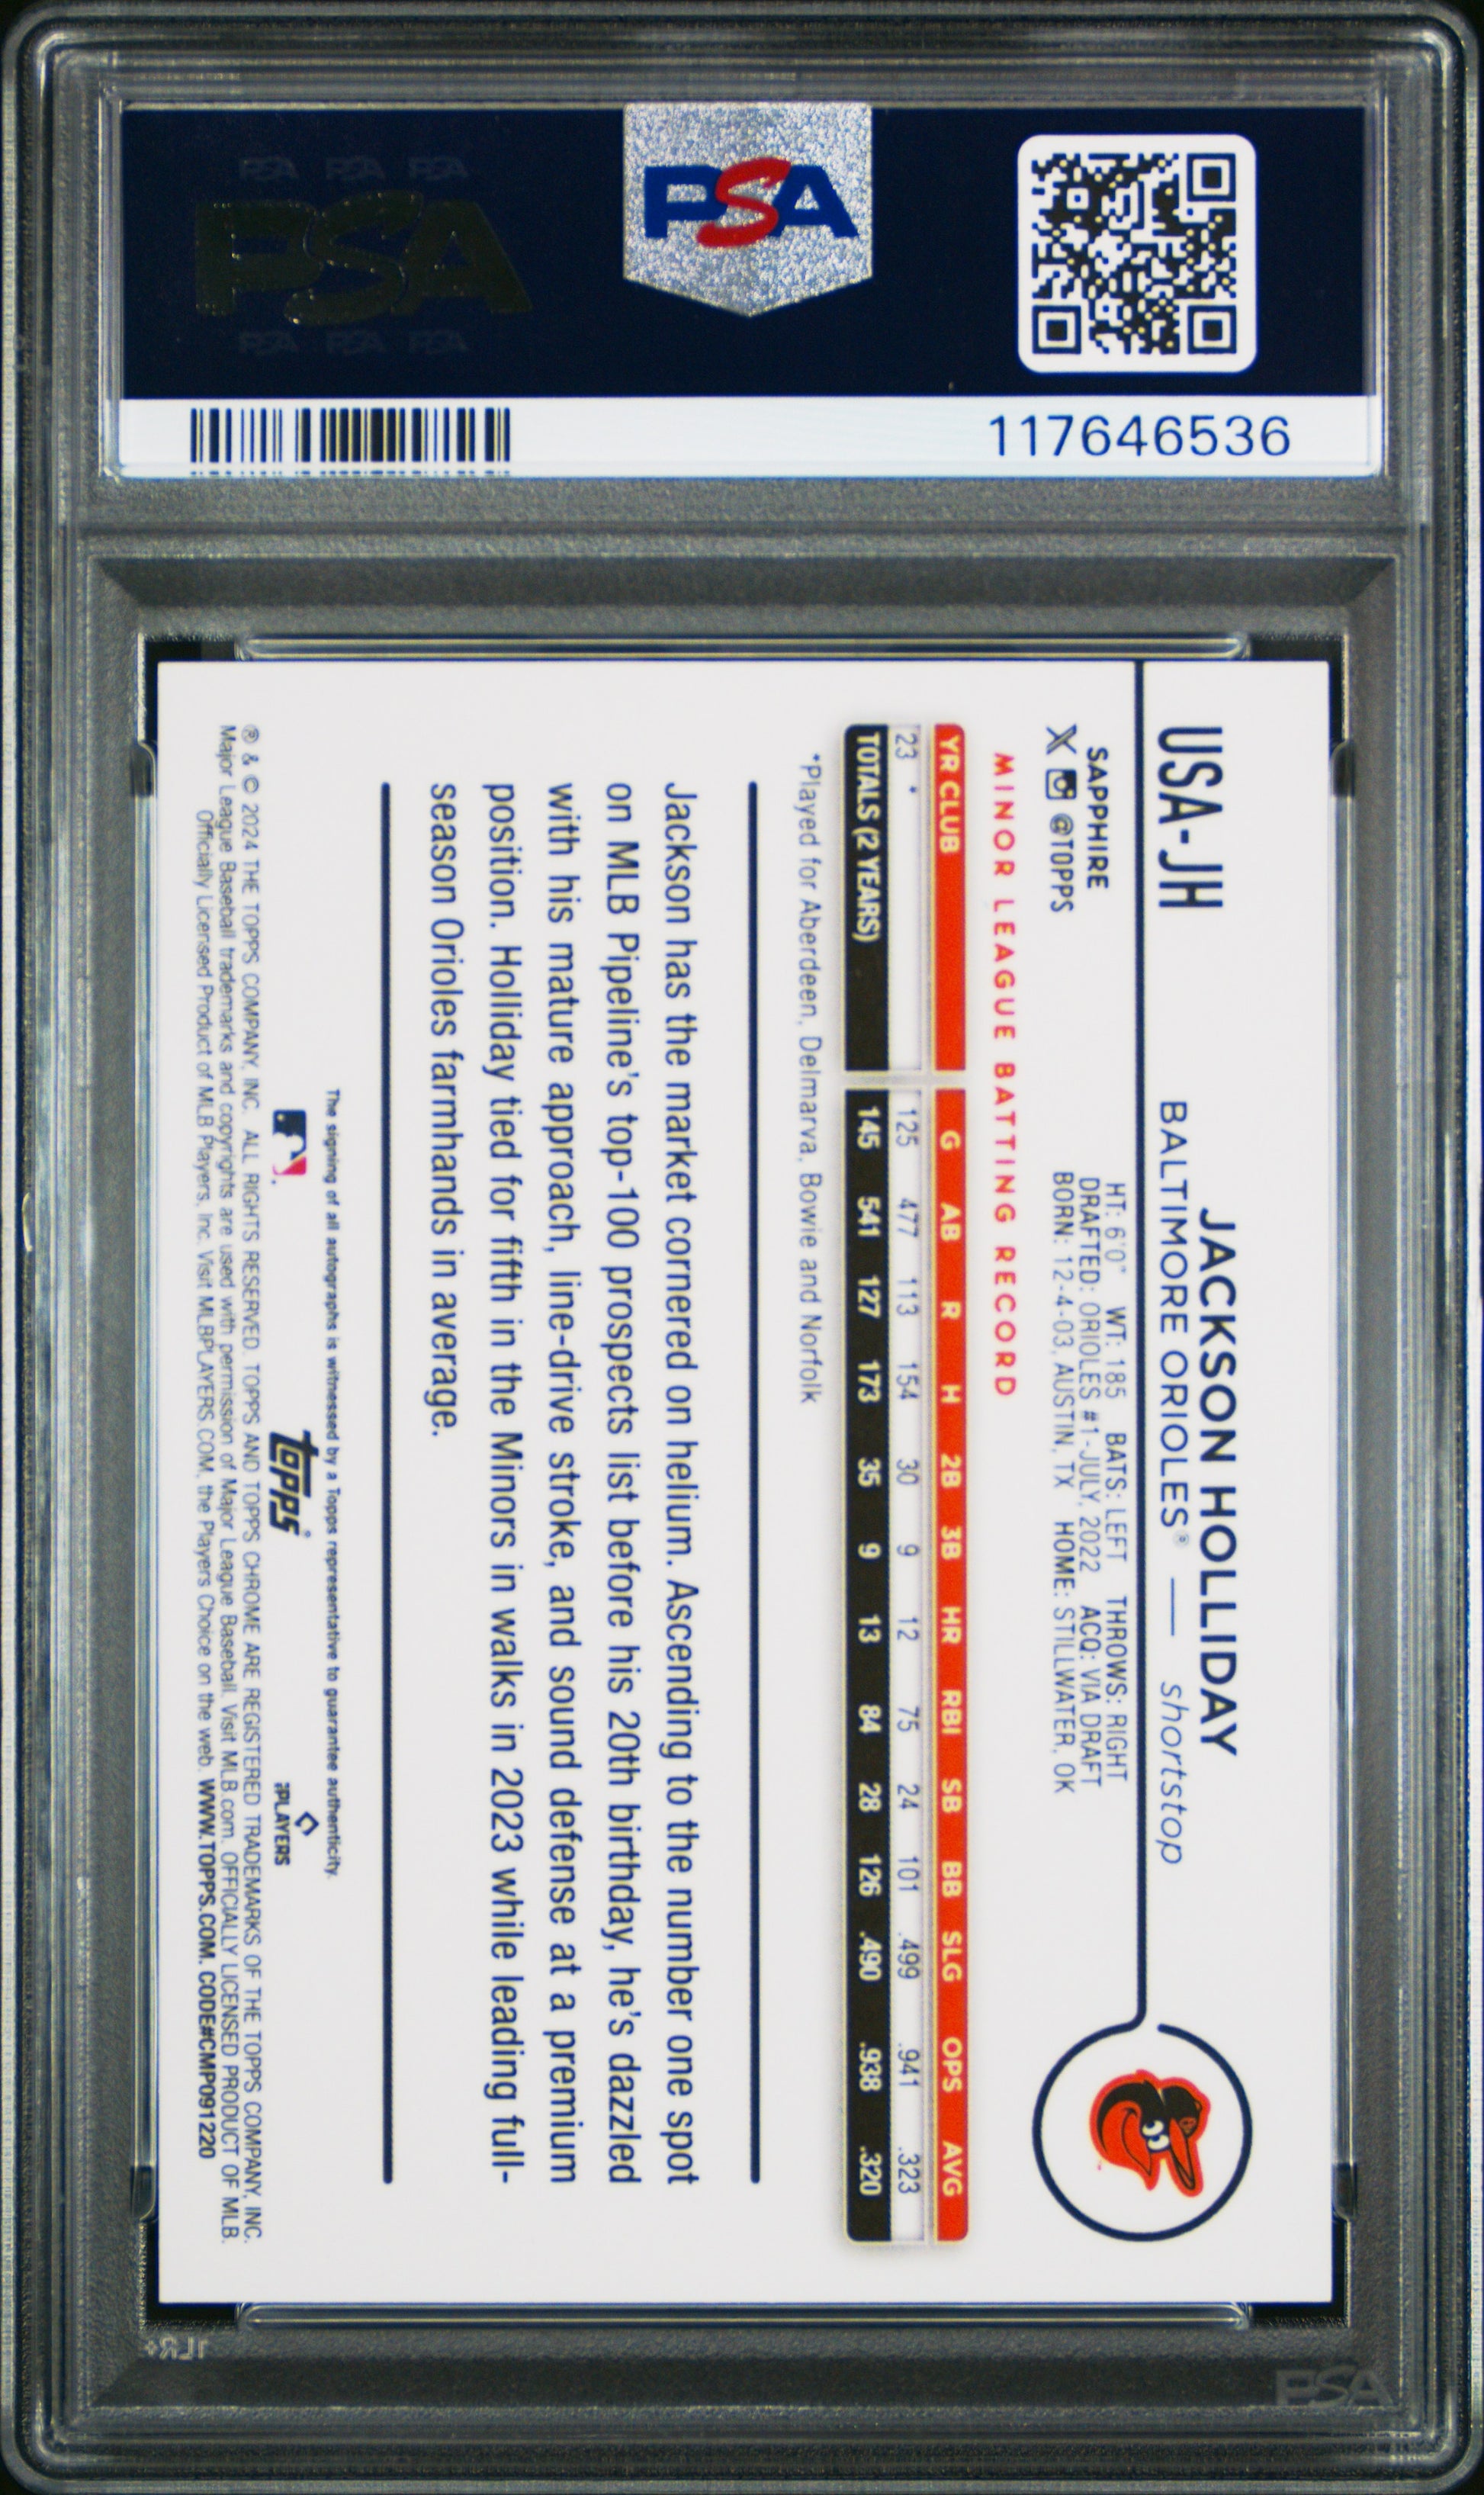 PSA PSA PSA
PSA
PSA PSA PSA
PSA
117646536
USA-JH
JACKSON HOLLIDAY
BALTIMORE ORIOLES® — shortstop
SAPPHIRE
X @TOPPS
HT: 6'0" WT: 185 BATS: LEFT THROWS: RIGHT
DRAFTED: ORIOLES #1-JULY, 2022 ACQ: VIA DRAFT
BORN: 12-4-03, AUSTIN, TX HOME: STILLWATER, OK
MINOR LEAGUE BATTING RECORD
YR CLUB G AB R H 2B 3B HR RBI SB BB SLG OPS AVG
23 * 125 477 113 154 30 9 12 75 24 101 .499 .941 .323
TOTALS (2 YEARS) 145 541 127 173 35 9 13 84 28 126 .490 .938 .320
*Played for Aberdeen, Delmarva, Bowie and Norfolk
Jackson has the market cornered on helium. Ascending to the number one spot
on MLB Pipeline's top-100 prospects list before his 20th birthday, he's dazzled
with his mature approach, line-drive stroke, and sound defense at a premium
position. Holliday tied for fifth in the Minors in walks in 2023 while leading full-
season Orioles farmhands in average.
The signing of all autographs is witnessed by a Topps representative to guarantee authenticity.
topps® PLAYERS
® & © 2024 THE TOPPS COMPANY, INC. ALL RIGHTS RESERVED. TOPPS AND TOPPS CHROME ARE REGISTERED TRADEMARKS OF THE TOPPS COMPANY, INC.
Major League Baseball trademarks and copyrights are used with permission of Major League Baseball. Visit MLB.com. OFFICIALLY LICENSED PRODUCT OF MLB
Officially Licensed Product of MLB Players, Inc. Visit MLBPLAYERS.COM, the Players Choice on the web. WWW.TOPPS.COM. CODE#CMP091220
PSA